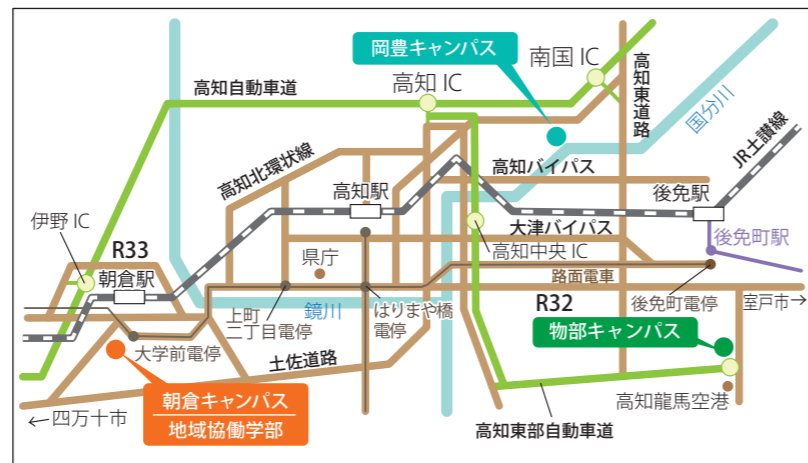 岡豊キャンパス
南国 IC
高知自動車道
高知 IC
高知東道路
国分川
JR土讃線
高知北環状線
高知駅
高知バイパス
後免駅
伊野 IC
大津バイパス
後免町駅
R33
県庁
高知中央 IC
朝倉駅
路面電車
上町
二丁目電停
鏡川
はりまや橋
電停
R32
後免町電停
室戸市→
大学前電停
土佐道路
物部キャンパス
朝倉キャンパス
地域協働学部
←四万十市
高知龍馬空港
高知東部自動車道